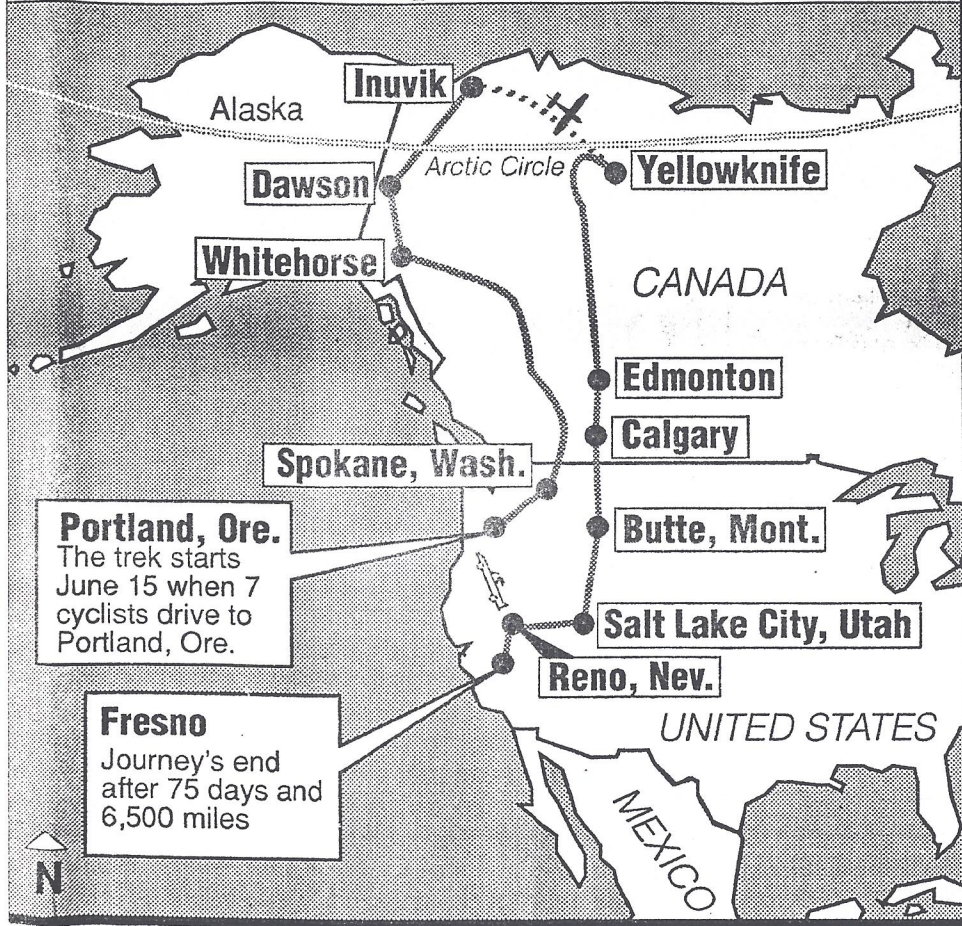 Inuvik
Alaska
Arctic Circle
Yellowknife
Dawson
Whitehorse
CANADA
Edmonton
Calgary
Spokane, Wash.
Portland, Ore.
The trek starts
June 15 when 7
cyclists drive to
Portland, Ore.
Butte, Mont.
Salt Lake City, Utah
Reno, Nev.
Fresno
Journey's end
after 75 days and
6,500 miles
UNITED STATES
MEXICO
N